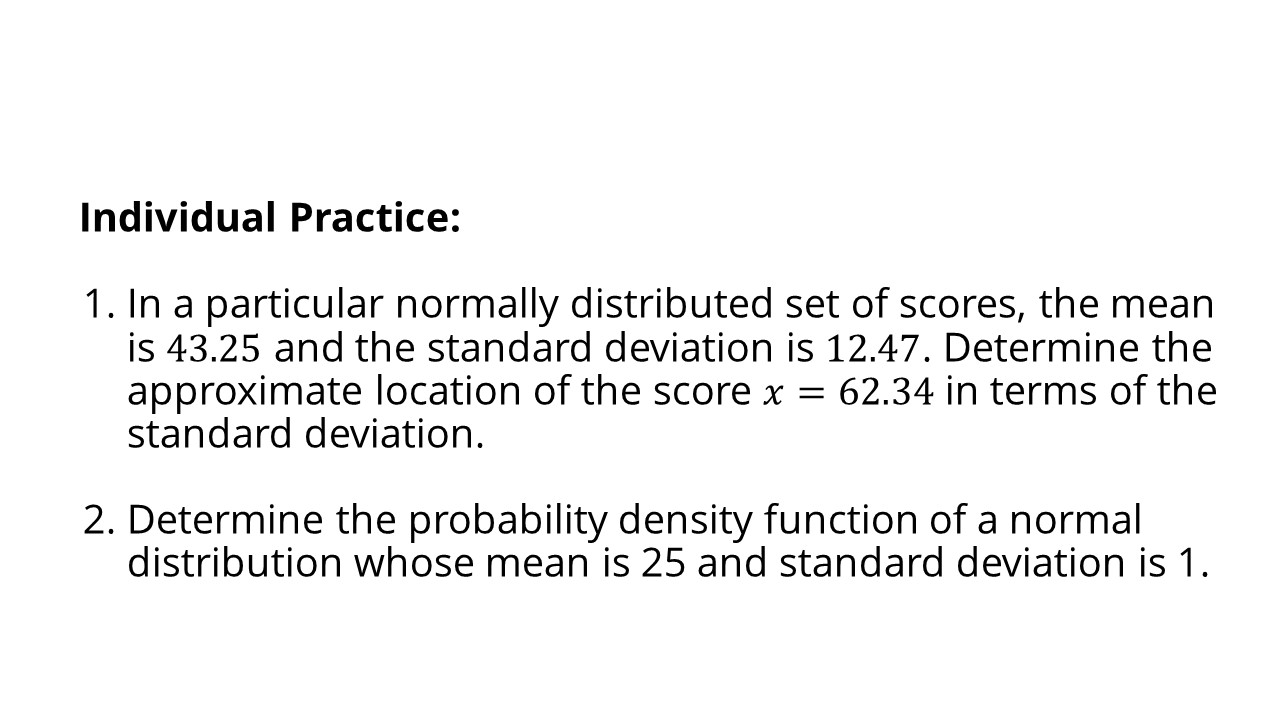 Individual Practice:
1. In a particular normally distributed set of scores, the mean
is 43.25 and the standard deviation is 12.47. Determine the
approximate location of the score 𝑥 = 62.34 in terms of the
standard deviation.
2. Determine the probability density function of a normal
distribution whose mean is 25 and standard deviation is 1.